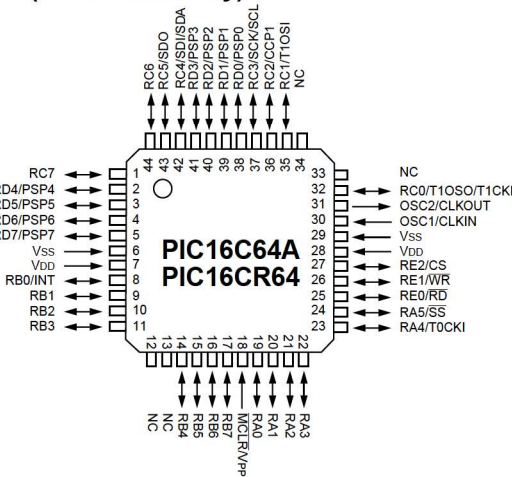 RC6
RC5/SDO
RC4/SDI/SDA
RD3/PSP3
RD2/PSP2
RD1/PSP1
RD0/PSP0
RC3/SCK/SCL
RC2/CCP1
RC1/T1OSI
NC
44 43 42 41 40 39 38 37 36 35 34
RC7 1
RD4/PSP4 2
RD5/PSP5 3
RD6/PSP6 4
RD7/PSP7 5
VSS 6
VDD 7
RB0/INT 8
RB1 9
RB2 10
RB3 11
PIC16C64A
PIC16CR64
33 NC
32 RC0/T1OSO/T1CKI
31 OSC2/CLKOUT
30 OSC1/CLKIN
29 VSS
28 VDD
27 RE2/CS
26 RE1/WR
25 RE0/RD
24 RA5/SS
23 RA4/T0CKI
12 13 14 15 16 17 18 19 20 21 22
NC
NC
RB4
RB5
RB6
RB7
MCLR/VPP
RA0
RA1
RA2
RA3